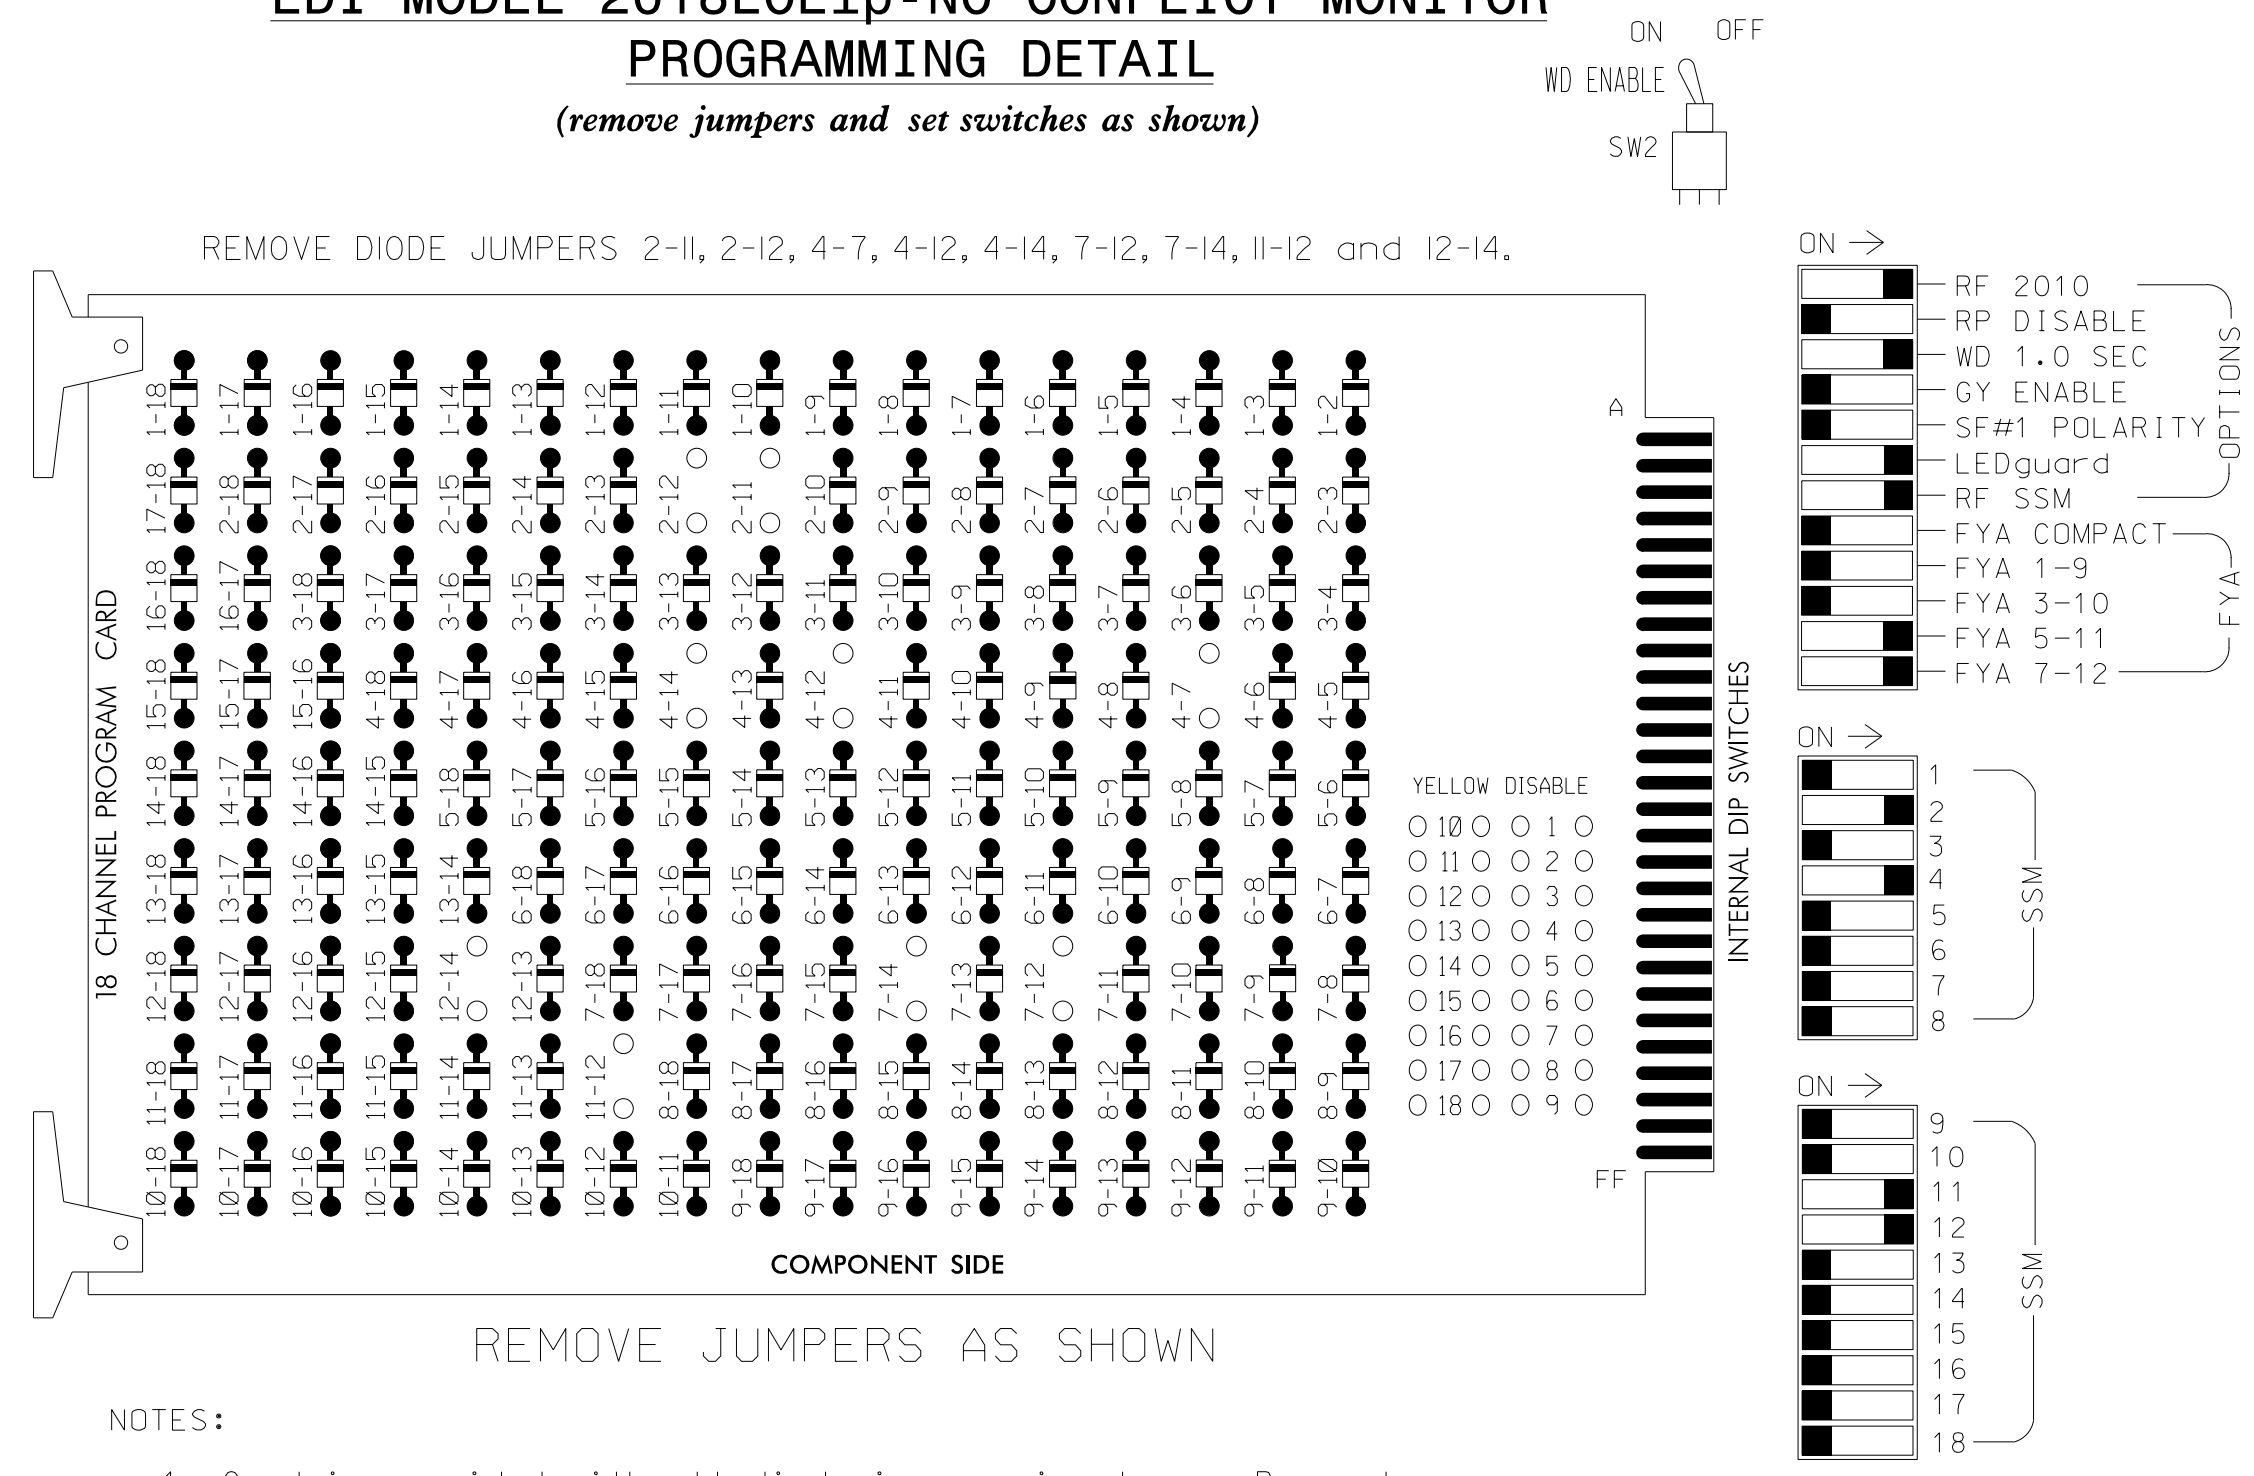 PROGRAMMING DETAIL
(remove jumpers and set switches as shown)
ON OFF
WD ENABLE
SW2
REMOVE DIODE JUMPERS 2-11, 2-12, 4-7, 4-12, 4-14, 7-12, 7-14, 11-12 and 12-14.
18 CHANNEL PROGRAM CARD
1-18 1-17 1-16 1-15 1-14 1-13 1-12 1-11 1-10 1-9 1-8 1-7 1-6 1-5 1-4 1-3 1-2
17-18 2-18 2-17 2-16 2-15 2-14 2-13 2-12 2-11 2-10 2-9 2-8 2-7 2-6 2-5 2-4 2-3
16-18 16-17 3-18 3-17 3-16 3-15 3-14 3-13 3-12 3-11 3-10 3-9 3-8 3-7 3-6 3-5 3-4
15-18 15-17 15-16 4-18 4-17 4-16 4-15 4-14 4-13 4-12 4-11 4-10 4-9 4-8 4-7 4-6 4-5
14-18 14-17 14-16 14-15 5-18 5-17 5-16 5-15 5-14 5-13 5-12 5-11 5-10 5-9 5-8 5-7 5-6
13-18 13-17 13-16 13-15 13-14 6-18 6-17 6-16 6-15 6-14 6-13 6-12 6-11 6-10 6-9 6-8 6-7
12-18 12-17 12-16 12-15 12-14 12-13 7-18 7-17 7-16 7-15 7-14 7-13 7-12 7-11 7-10 7-9 7-8
11-18 11-17 11-16 11-15 11-14 11-13 11-12 8-18 8-17 8-16 8-15 8-14 8-13 8-12 8-11 8-10 8-9
10-18 10-17 10-16 10-15 10-14 10-13 10-12 10-11 9-18 9-17 9-16 9-15 9-14 9-13 9-12 9-11 9-10
COMPONENT SIDE
YELLOW DISABLE
10 1
11 2
12 3
13 4
14 5
15 6
16 7
17 8
18 9
A
FF
INTERNAL DIP SWITCHES
ON
RF 2010
RP DISABLE
WD 1.0 SEC
GY ENABLE
SF#1 POLARITY
LEDguard
RF SSM
OPTIONS
FYA COMPACT
FYA 1-9
FYA 3-10
FYA 5-11
FYA 7-12
FYA
ON
1
2
3
4
5
6
7
8
SSM
ON
9
10
11
12
13
14
15
16
17
18
SSM
REMOVE JUMPERS AS SHOWN
NOTES: